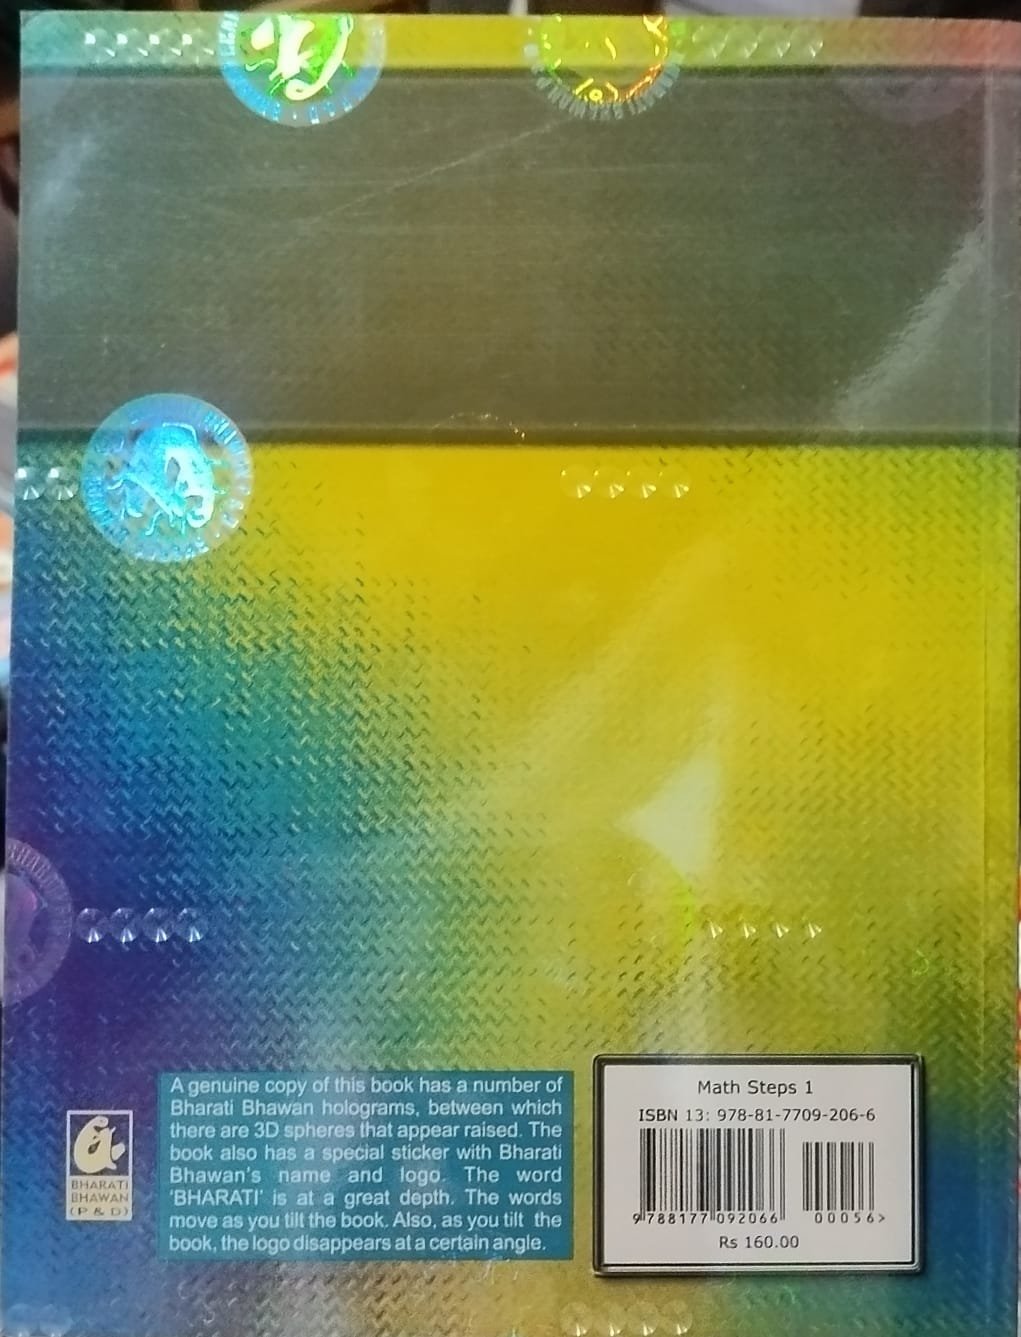 A genuine copy of this book has a number of
Bharati Bhawan holograms, between which
there are 3D spheres that appear raised. The
book also has a special sticker with Bharati
Bhawan's name and logo. The word
'BHARATI' is at a great depth. The words
move as you tilt the book. Also, as you tilt the
book, the logo disappears at a certain angle.
BHARATI
BHAWAN
(P & D)
Math Steps 1
ISBN 13: 978-81-7709-206-6
9 788177 092066
00056>
Rs 160.00